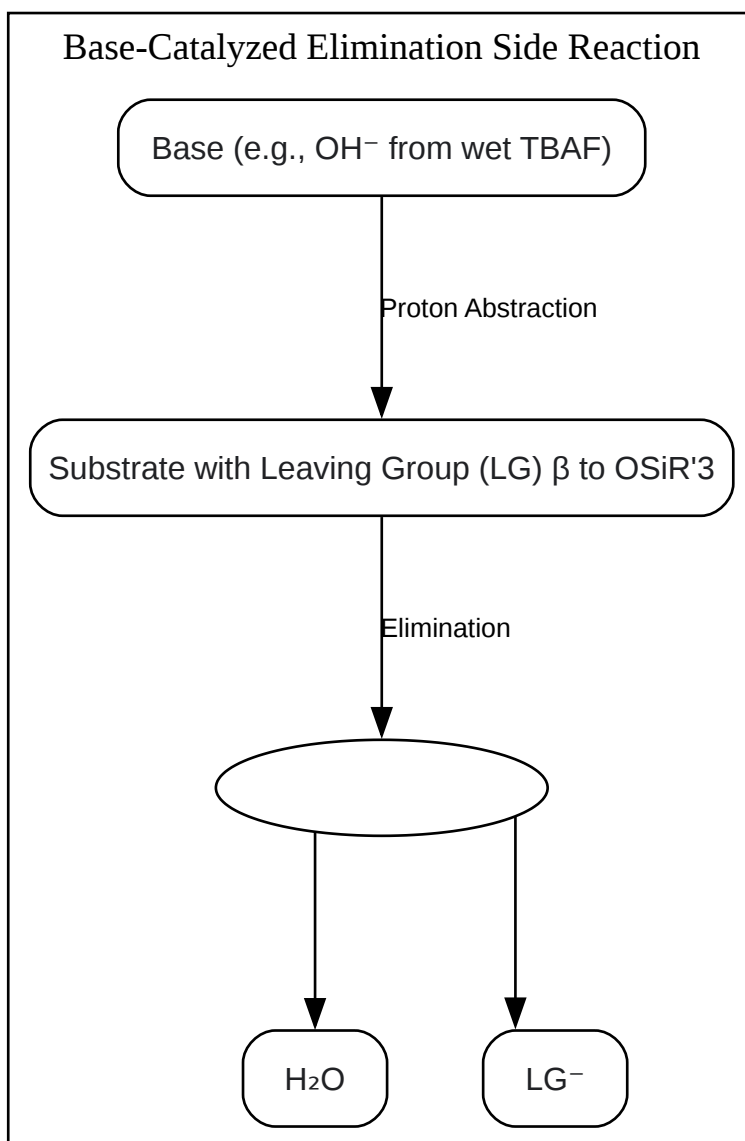 Base-Catalyzed Elimination Side Reaction
Base (e.g., OH⁻ from wet TBAF)
Proton Abstraction
Substrate with Leaving Group (LG) β to OSiR'3
Elimination
H₂O
LG⁻